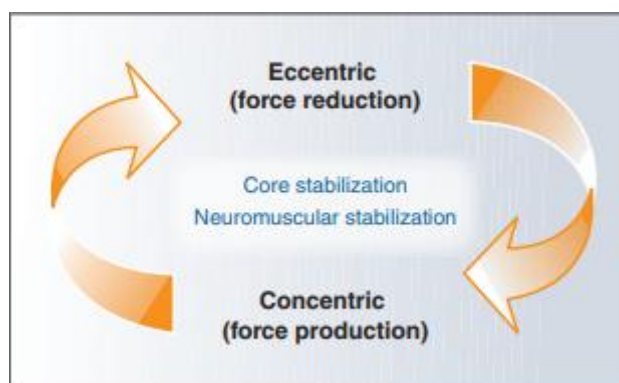 Eccentric
(force reduction)
Core stabilization
Neuromuscular stabilization
Concentric
(force production)